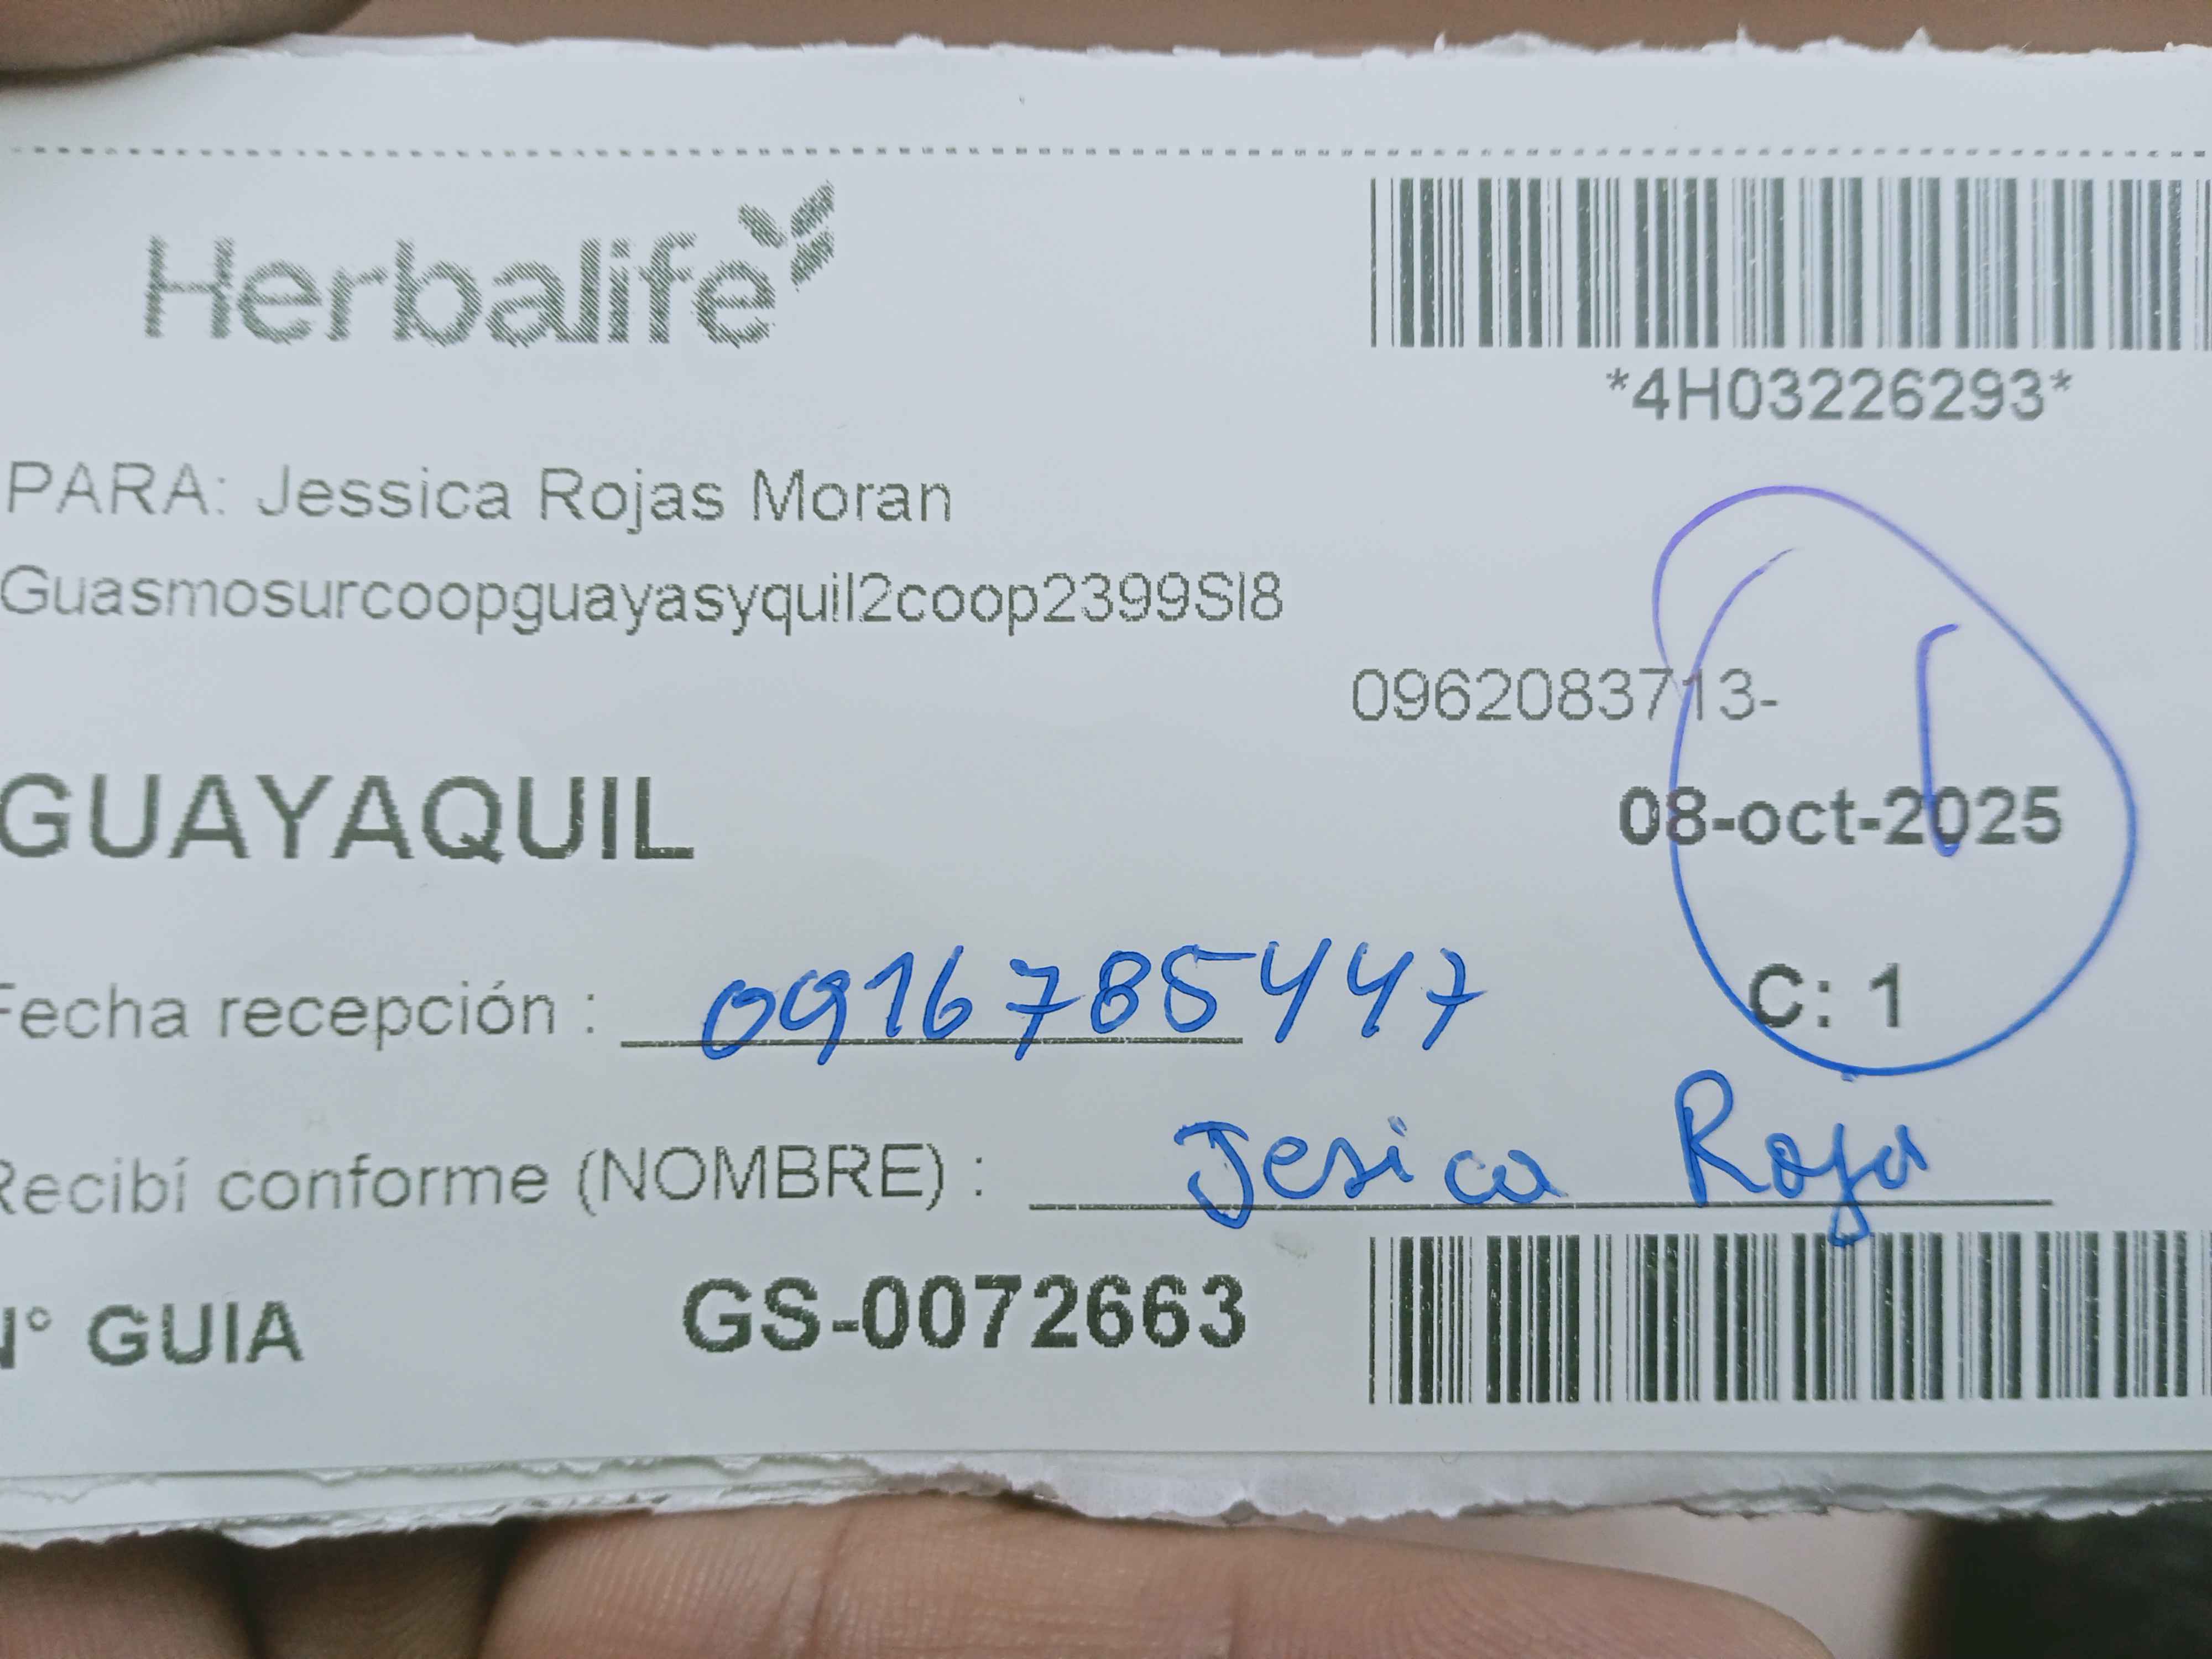 Herbalife
*4H03226293*
PARA: Jessica Rojas Moran
Guasmosurcoopguayasyquil2coop2399Sl8
0962083713-
GUAYAQUIL
08-oct-2025
Fecha recepción : 0916785447
C: 1
Recibí conforme (NOMBRE) : Jesica Roja
N° GUIA GS-0072663